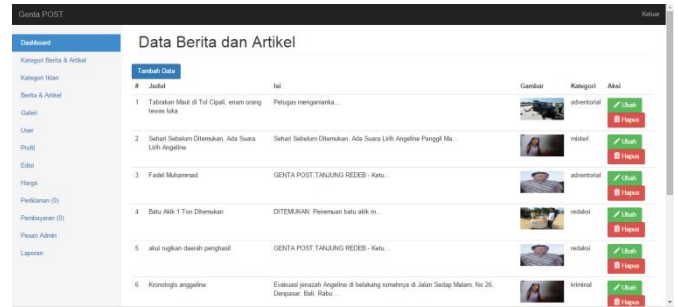 Genta POST Keluar
Dashboard
Kategori Berita & Artikel
Kategori Iklan
Berita & Artikel
Galeri
User
Profil
Edisi
Harga
Periklanan (0)
Pembayaran (0)
Pesan Admin
Laporan
Data Berita dan Artikel
Tambah Data
# Judul Isi Gambar Kategori Aksi
1 Tabrakan Maut di Tol Cipali, enam orang Petugas mengamanka... adventorial Ubah
tewas luka Hapus
2 Sehari Sebelum Ditemukan, Ada Suara Sehari Sebelum Ditemukan, Ada Suara Lirih Angeline Panggil Ma... misteri Ubah
Lirih Angeline Hapus
3 Fadel Muhammad GENTA POST,TANJUNG REDEB - Ketu... adventorial Ubah
Hapus
4 Batu Akik 1 Ton Ditemukan DITEMUKAN: Penemuan batu akik m... redaksi Ubah
Hapus
5 akui rugikan daerah penghasil GENTA POST,TANJUNG REDEB - Ketu... redaksi Ubah
Hapus
6 Kronologis anggeline Evakuasi jenazah Angeline di belakang rumahnya di Jalan Sedap Malam, No 26, kriminal Ubah
Denpasar, Bali, Rabu ... Hapus